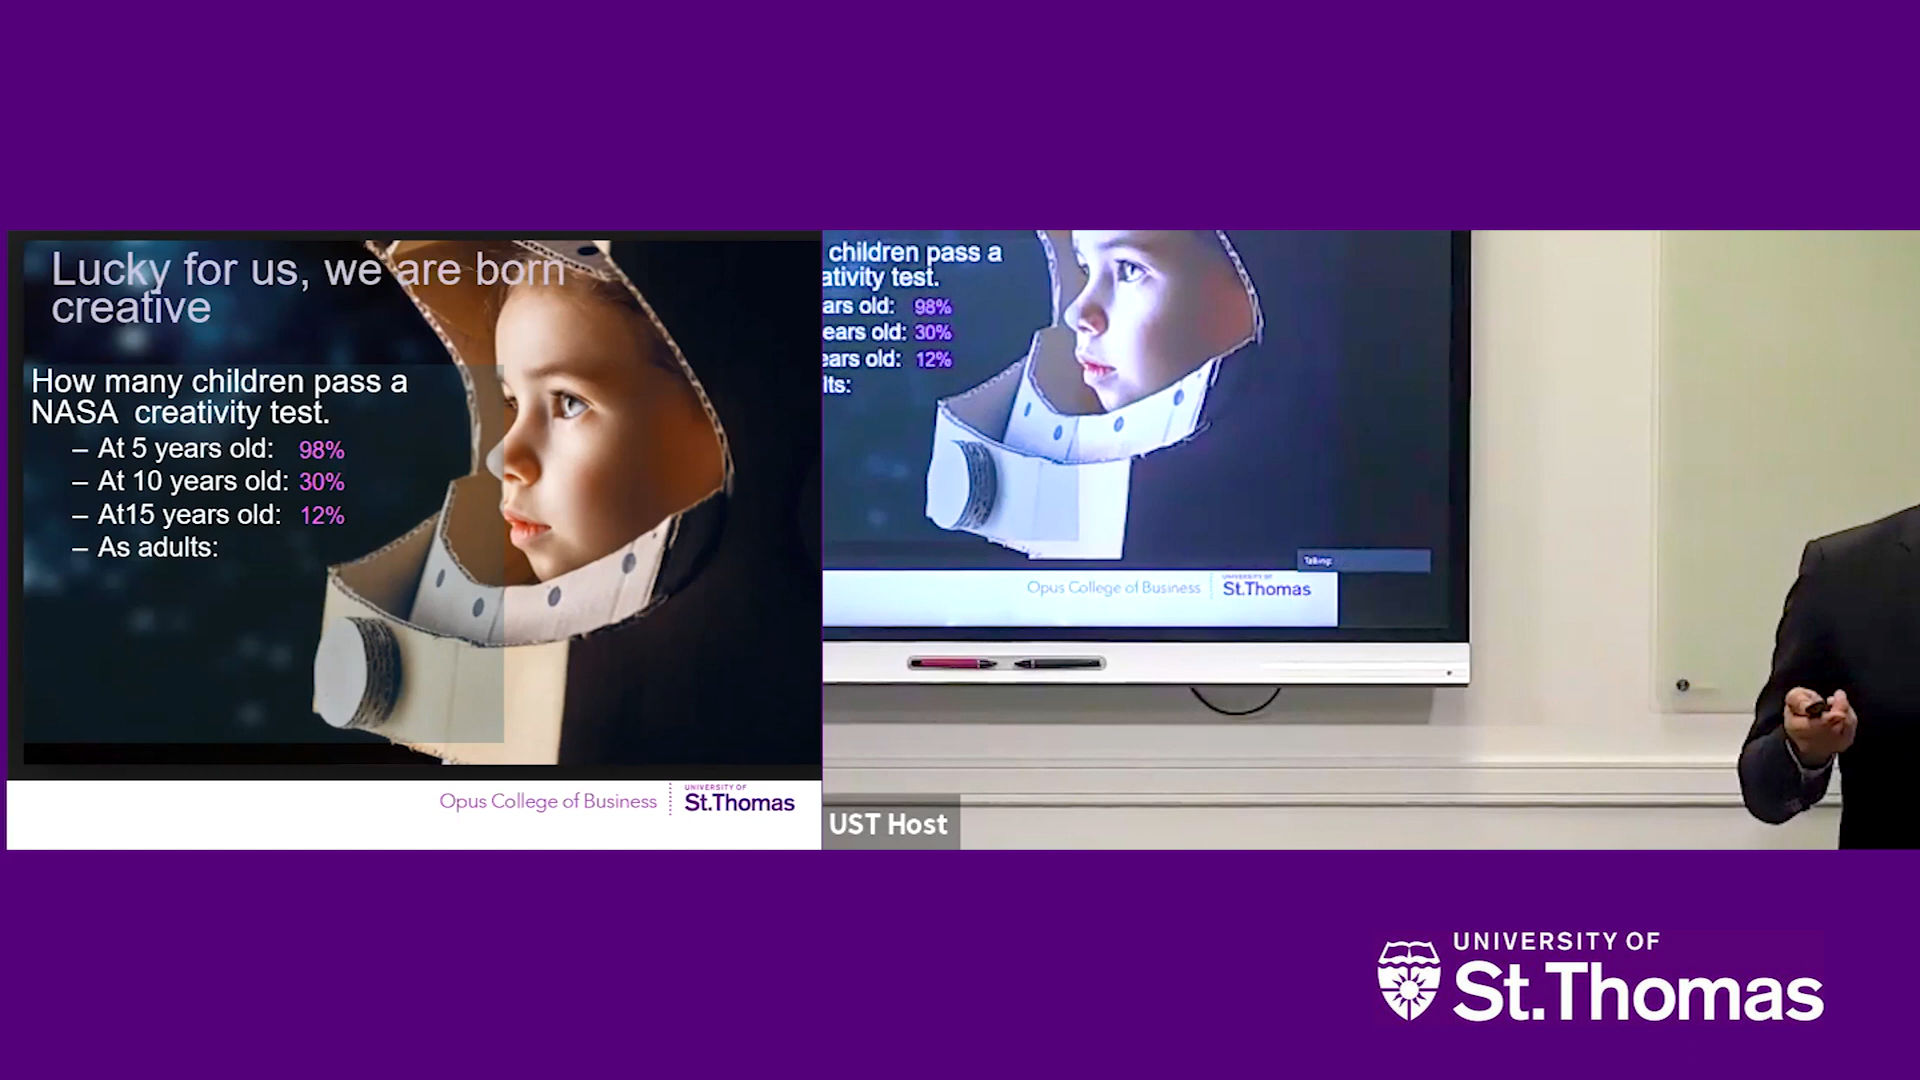 Lucky for us, we are born
creative
How many children pass a
NASA creativity test.
– At 5 years old: 98%
– At 10 years old: 30%
– At15 years old: 12%
– As adults:
Opus College of Business
UNIVERSITY OF
St.Thomas
children pass a
ativity test.
ars old: 98%
ears old: 30%
ears old: 12%
lts:
Talking:
Opus College of Business
UNIVERSITY OF
St.Thomas
UST Host
UNIVERSITY OF
St.Thomas